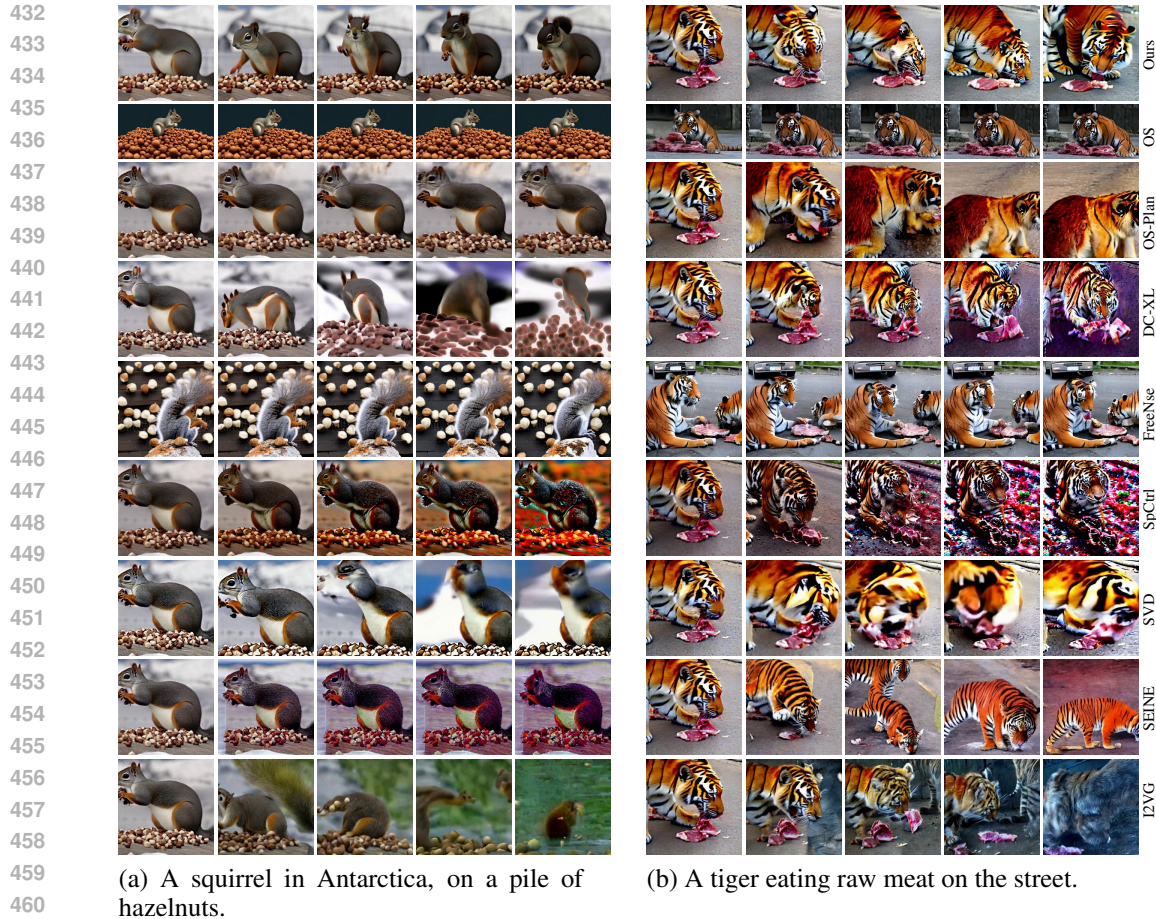 432
433
434
435
436
437
438
439
440
441
442
443
444
445
446
447
448
449
450
451
452
453
454
455
456
457
458
459
460
Ours
OS
OS-Plan
DC-XL
FreeNse
SpCtrl
SVD
SEINE
I2VG
(a) A squirrel in Antarctica, on a pile of
hazelnuts.
(b) A tiger eating raw meat on the street.